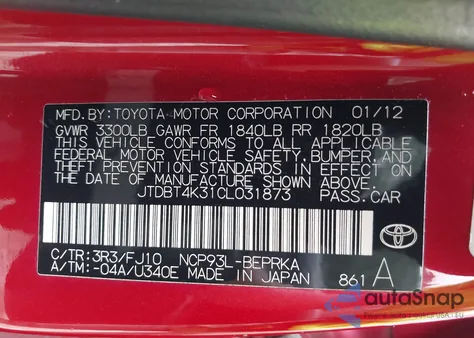 MFD. BY: TOYOTA MOTOR CORPORATION 01/12
GVWR 3300LB GAWR FR 1840LB RR 1820LB
THIS VEHICLE CONFORMS TO ALL APPLICABLE
FEDERAL MOTOR VEHICLE SAFETY, BUMPER, AND
THEFT PREVENTION STANDARDS IN EFFECT ON
THE DATE OF MANUFACTURE SHOWN ABOVE.
JTDBT4K31CL031873 PASS. CAR
C/TR: 3R3/FJ10 NCP93L-BEPRKA
A/TM: -04A/U340E MADE IN JAPAN 861 A
autoSnap